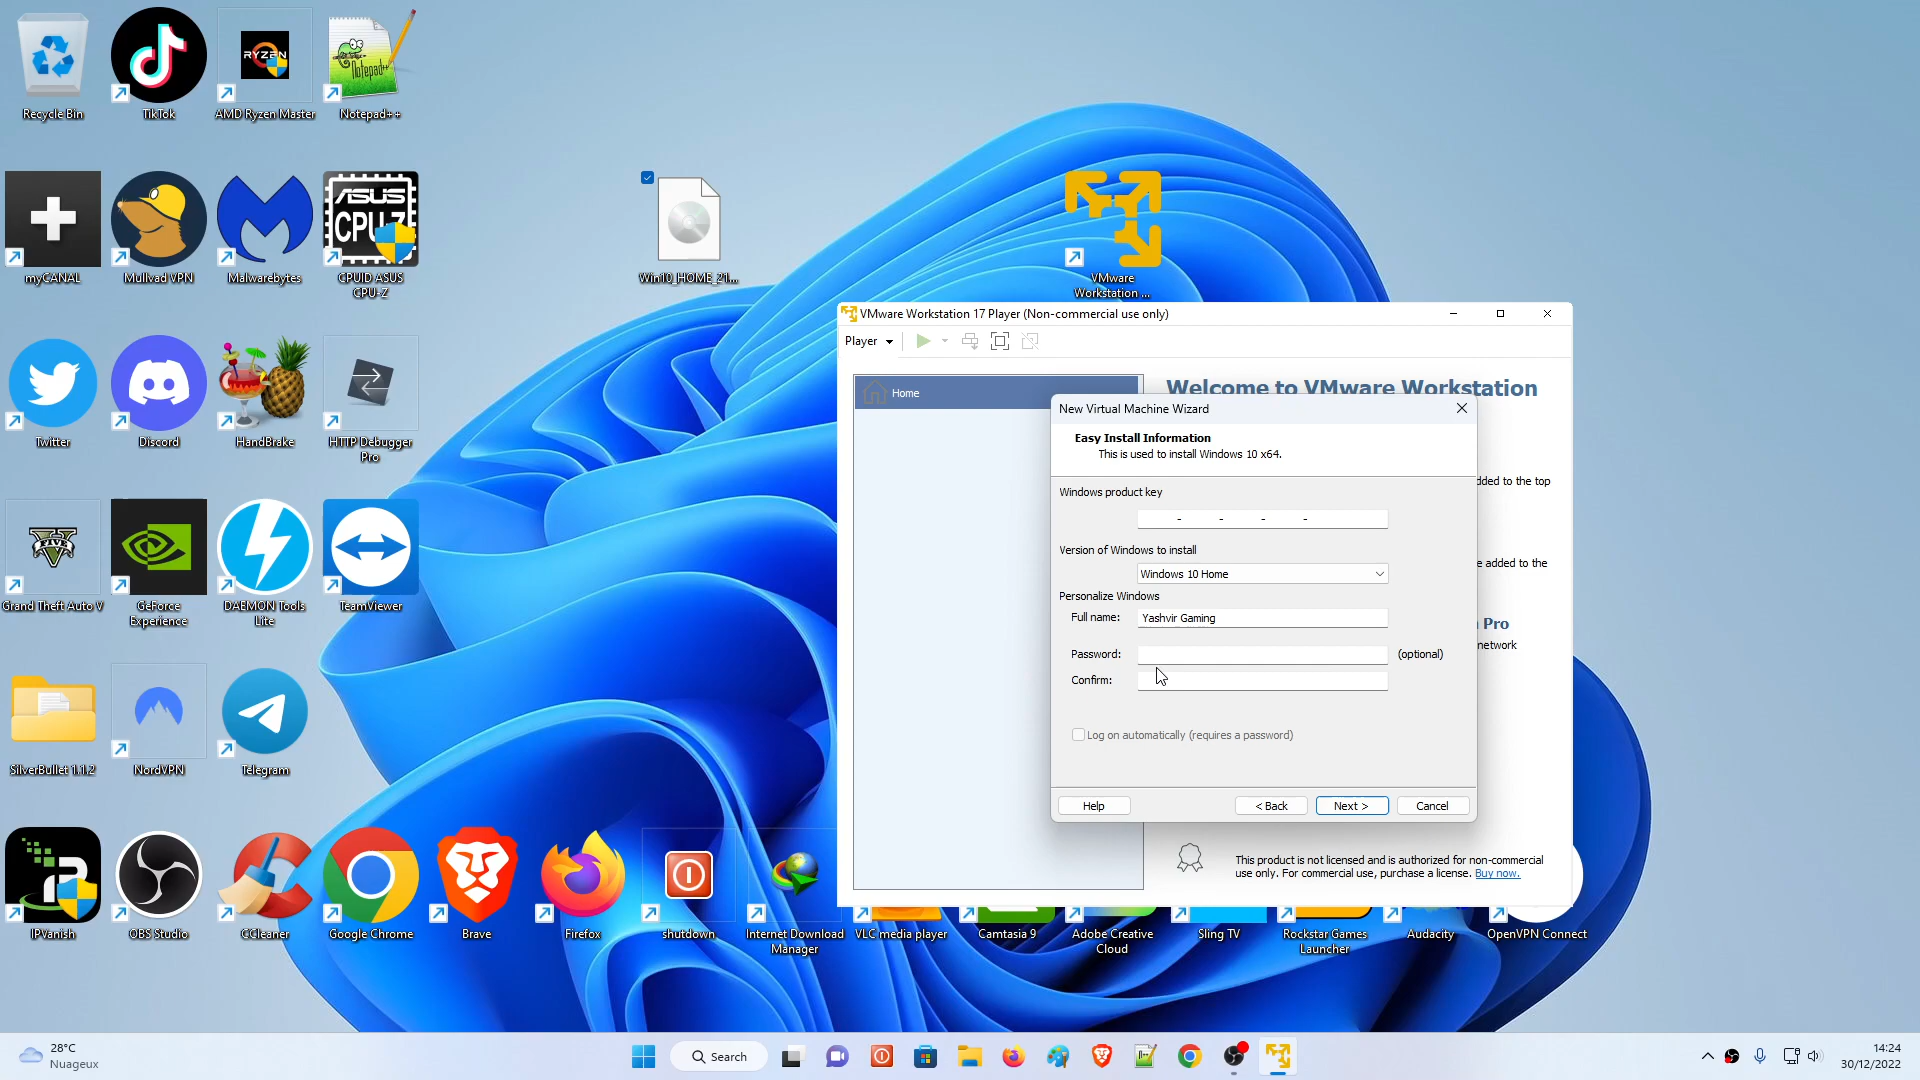 Recycle Bin
TikTok
AMD Ryzen Master
Notepad++
RYZEN
Notepad++
myCANAL
Mullvad VPN
Malwarebytes
ASUS
CPU-Z
CPUID ASUS
CPU-Z
Win10_HOME_21...
VMware
Workstation ...
Twitter
Discord
HandBrake
HTTP Debugger
Pro
FIVE
Grand Theft Auto V
GeForce
Experience
DAEMON Tools
Lite
TeamViewer
SilverBullet 1.1.2
NordVPN
Telegram
IPVanish
OBS Studio
CCleaner
Google Chrome
Brave
Firefox
shutdown
Internet Download
Manager
VLC media player
Camtasia 9
Adobe Creative
Cloud
Sling TV
Rockstar Games
Launcher
Audacity
OpenVPN Connect
VMware Workstation 17 Player (Non-commercial use only)
Player
Home
Welcome to VMware Workstation
dded to the top
e added to the
Pro
network
This product is not licensed and is authorized for non-commercial
use only. For commercial use, purchase a license. Buy now.
New Virtual Machine Wizard
Easy Install Information
This is used to install Windows 10 x64.
Windows product key
- - - -
Version of Windows to install
Windows 10 Home
Personalize Windows
Full name: Yashvir Gaming
Password: (optional)
Confirm:
Log on automatically (requires a password)
Help
< Back
Next >
Cancel
28°C
Nuageux
Search
14:24
30/12/2022